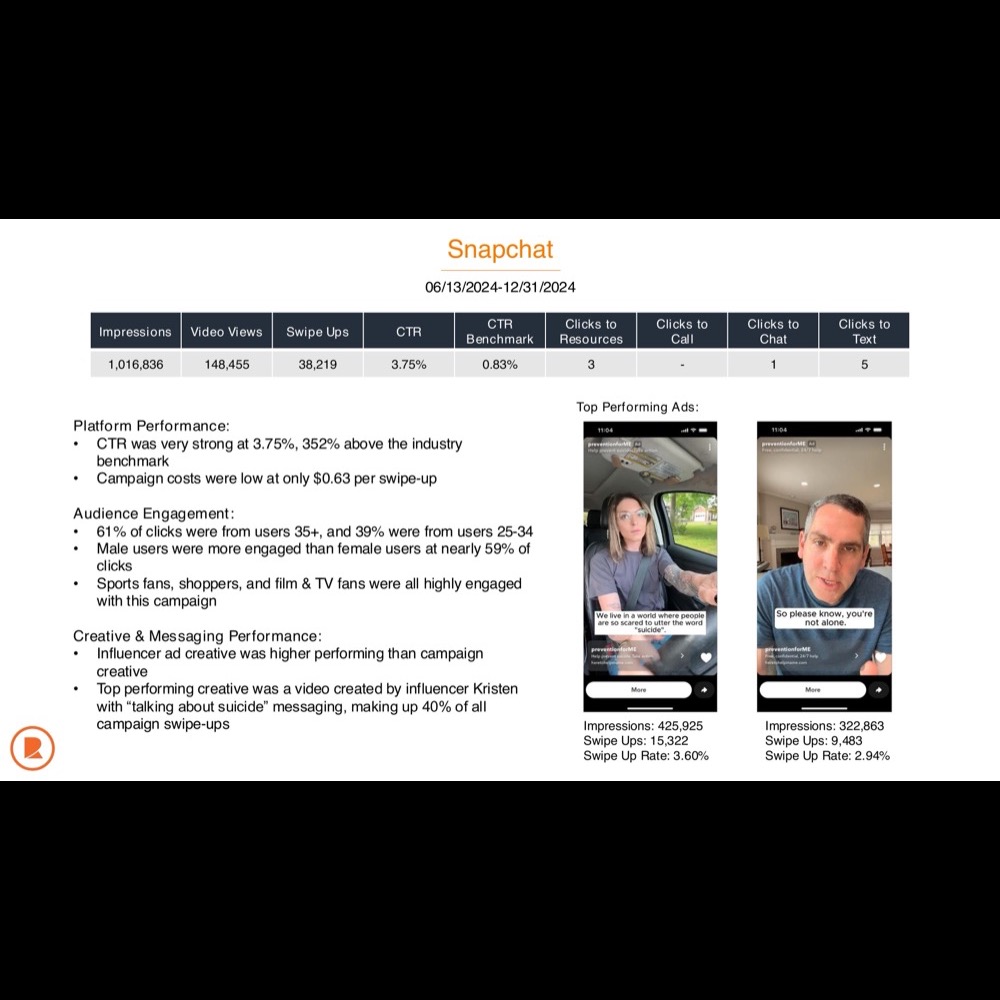 Snapchat
06/13/2024-12/31/2024
Impressions Video Views Swipe Ups CTR CTR Benchmark Clicks to Resources Clicks to Call Clicks to Chat Clicks to Text
1,016,836 148,455 38,219 3.75% 0.83% 3 - 1 5
Platform Performance:
• CTR was very strong at 3.75%, 352% above the industry
benchmark
• Campaign costs were low at only $0.63 per swipe-up
Audience Engagement:
• 61% of clicks were from users 35+, and 39% were from users 25-34
• Male users were more engaged than female users at nearly 59% of
clicks
• Sports fans, shoppers, and film & TV fans were all highly engaged
with this campaign
Creative & Messaging Performance:
• Influencer ad creative was higher performing than campaign
creative
• Top performing creative was a video created by influencer Kristen
with “talking about suicide” messaging, making up 40% of all
campaign swipe-ups
Top Performing Ads:
11:04
preventionforME Ad
We live in a world where people
are so scared to utter the word
"suicide".
preventionforME
More
Impressions: 425,925
Swipe Ups: 15,322
Swipe Up Rate: 3.60%
11:04
preventionforME Ad
Free, confidential, 24/7 help
So please know, you're
not alone.
preventionforME
Free, confidential, 24/7 help
More
Impressions: 322,863
Swipe Ups: 9,483
Swipe Up Rate: 2.94%